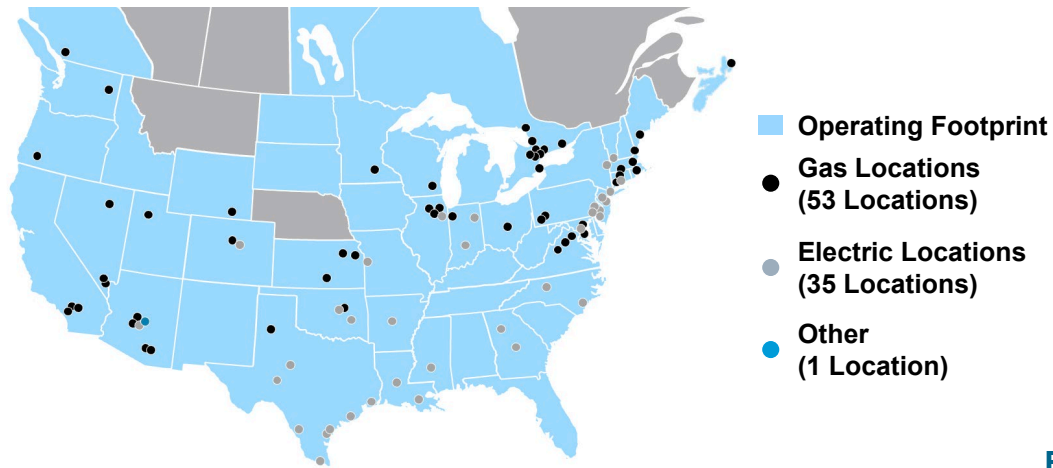 Operating Footprint
Gas Locations
(53 Locations)
Electric Locations
(35 Locations)
Other
(1 Location)